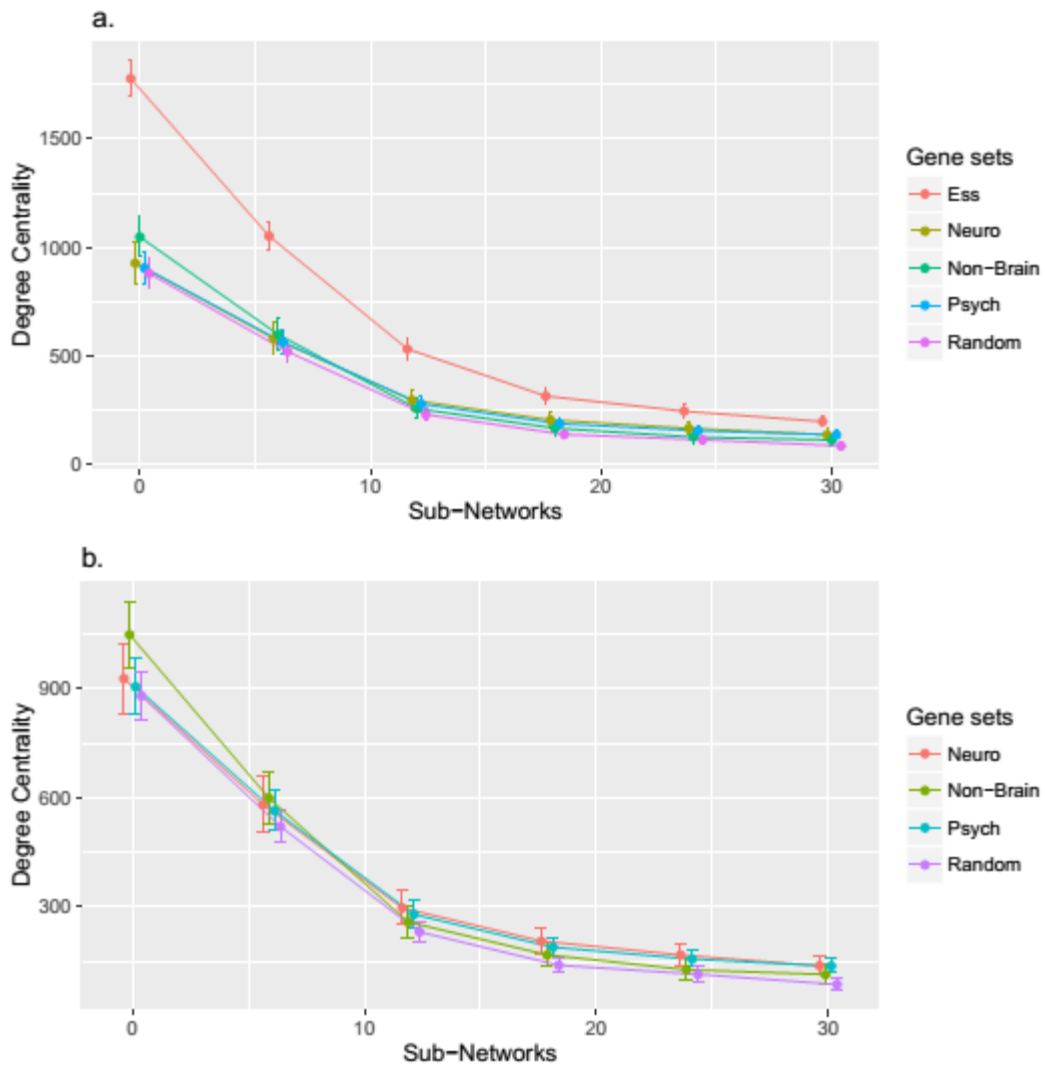 a.
1500
1000
500
0
Degree Centrality
0 10 20 30
Sub-Networks
Gene sets
Ess
Neuro
Non-Brain
Psych
Random
b.
900
600
300
Degree Centrality
0 10 20 30
Sub-Networks
Gene sets
Neuro
Non-Brain
Psych
Random